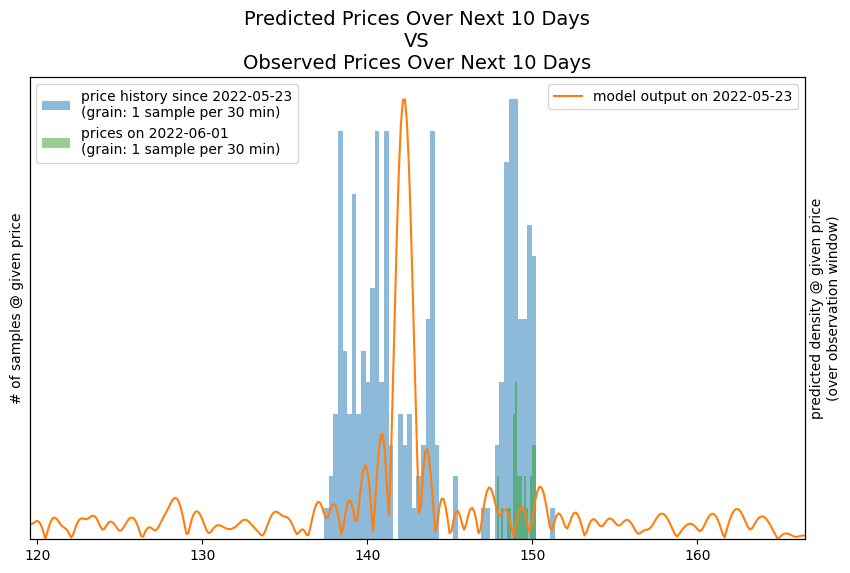 Predicted Prices Over Next 10 Days
VS
Observed Prices Over Next 10 Days
price history since 2022-05-23
(grain: 1 sample per 30 min)
prices on 2022-06-01
(grain: 1 sample per 30 min)
model output on 2022-05-23
# of samples @ given price
predicted density @ given price
(over observation window)
120
130
140
150
160